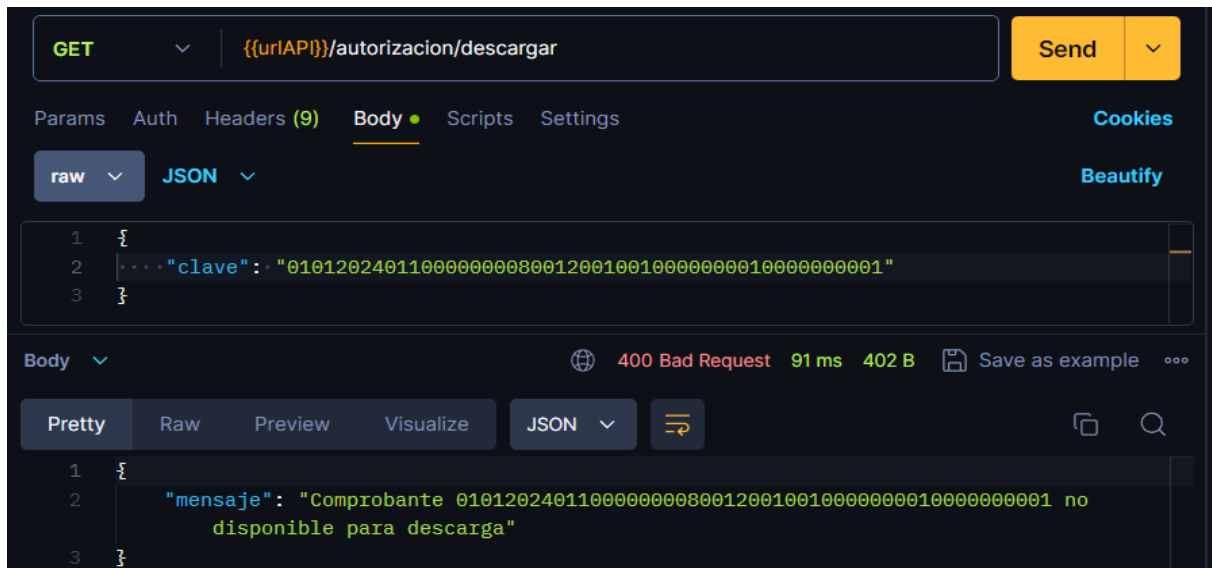 GET {{urlAPI}}/autorizacion/descargar Send
Params Auth Headers (9) Body Scripts Settings Cookies
raw JSON Beautify
1 {
2 "clave": "0101202401100000000800120010010000000010000000001"
3 }
Body 400 Bad Request 91 ms 402 B Save as example
Pretty Raw Preview Visualize JSON
1 {
2 "mensaje": "Comprobante 0101202401100000000800120010010000000010000000001 no
disponible para descarga"
3 }